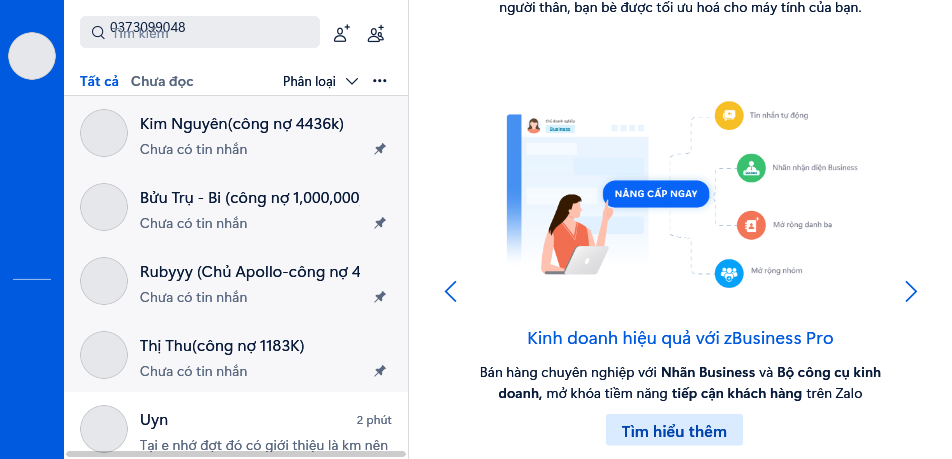 0373099048
Tìm kiếm
Tất cả
Chưa đọc
Phân loại
Kim Nguyên(công nợ 4436k)
Chưa có tin nhắn
Bửu Trụ - Bi (công nợ 1,000,000
Chưa có tin nhắn
Rubyyy (Chủ Apollo-công nợ 4
Chưa có tin nhắn
Thị Thu(công nợ 1183K)
Chưa có tin nhắn
Uyn
2 phút
Tại e nhớ đợt đó có giới thiệu là km nên
người thân, bạn bè được tối ưu hoá cho máy tính của bạn.
Chủ doanh nghiệp
Business
NÂNG CẤP NGAY
Tin nhắn tự động
Nhãn nhận diện Business
Mở rộng danh bạ
Mở rộng nhóm
Kinh doanh hiệu quả với zBusiness Pro
Bán hàng chuyên nghiệp với Nhãn Business và Bộ công cụ kinh
doanh, mở khóa tiềm năng tiếp cận khách hàng trên Zalo
Tìm hiểu thêm